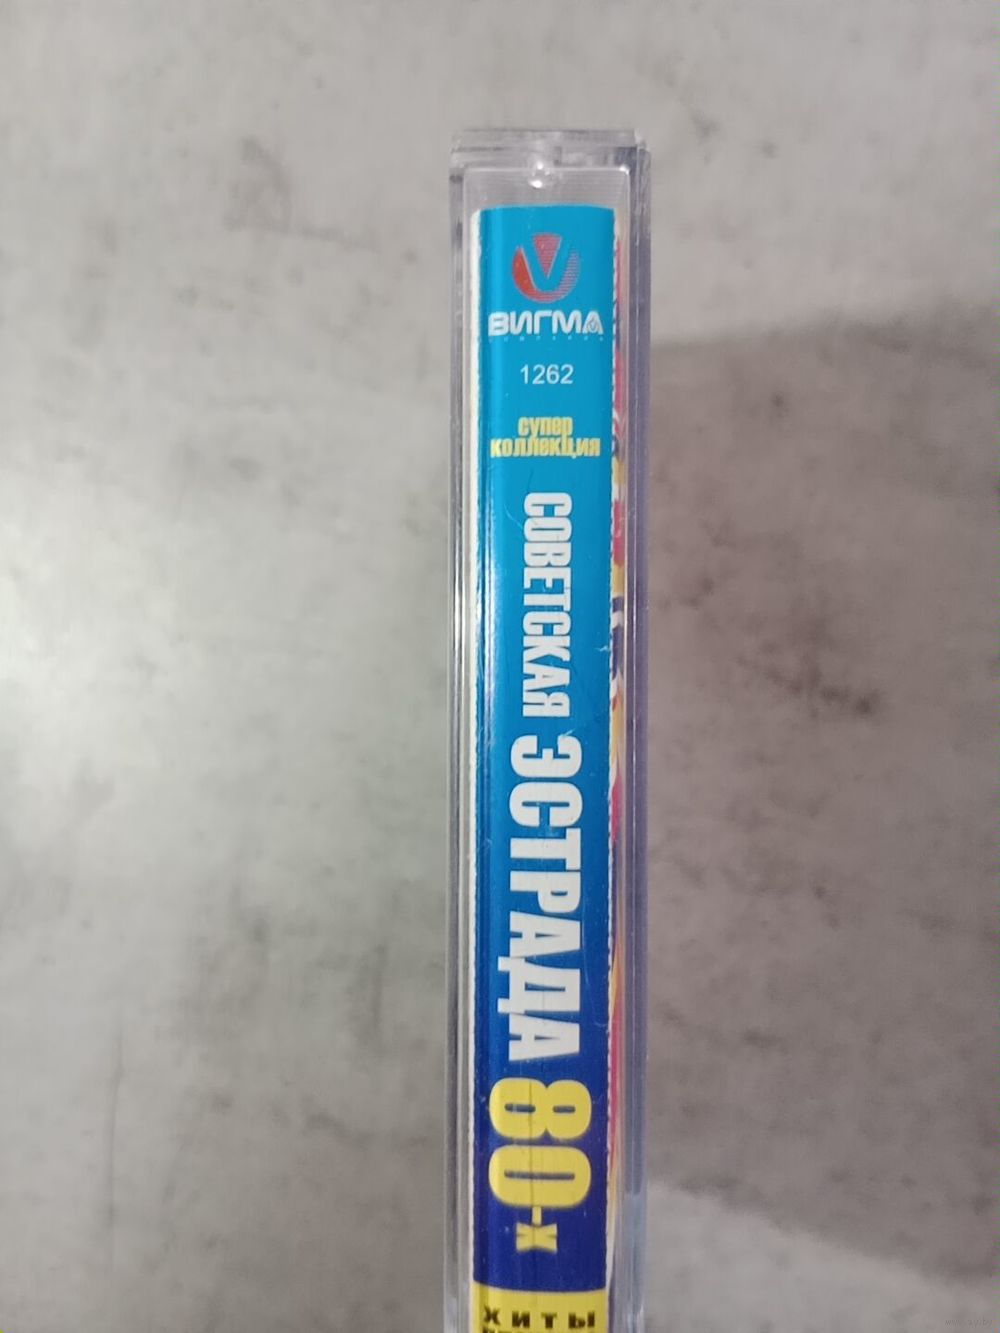 ВИГМА
1262
супер
коллекция
СОВЕТСКАЯ ЭСТРАДА 80-х
ХИТЫ